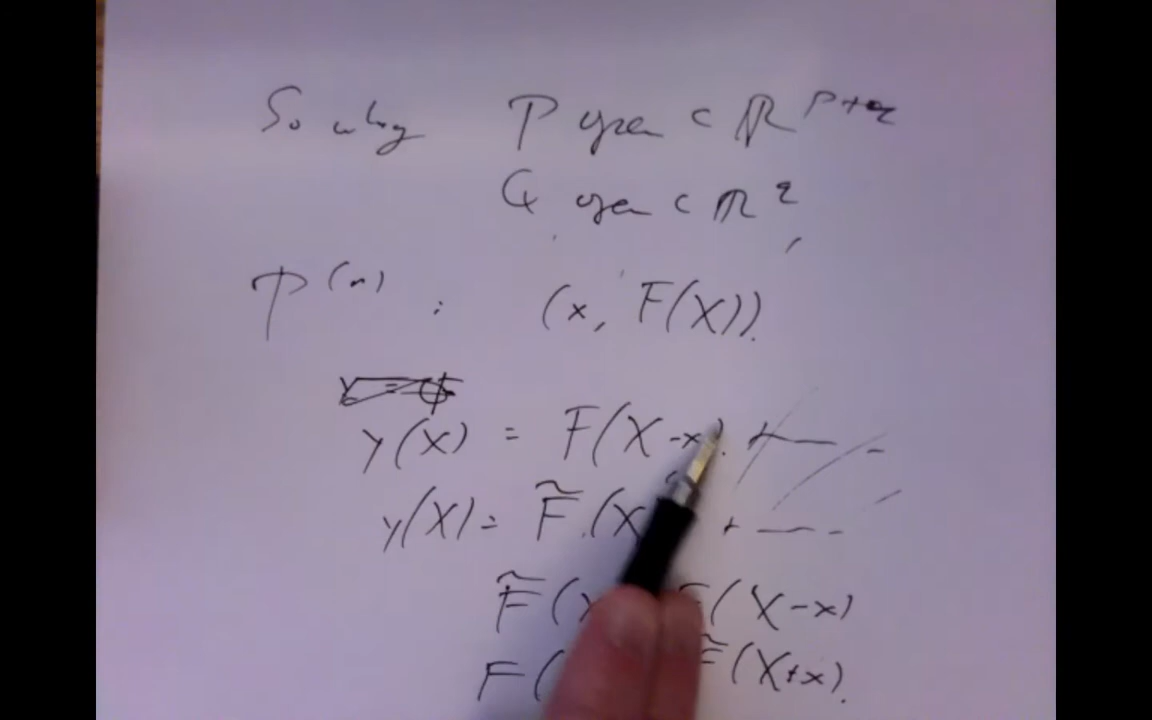 So why P open ⊂ ℝ^{p+q}
Q open ⊂ ℝ^q
P^{(n)} : (x, F(X)).
y(X) = F(X-x). + —
y(X) = F̃(X + — -
F̃( F(X-x)
F( F̃(X+x).